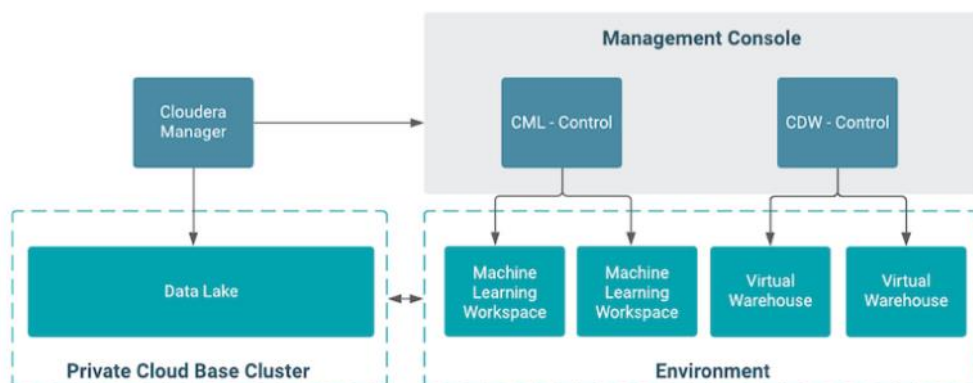 Management Console
Cloudera
Manager
CML - Control
CDW - Control
Data Lake
Machine
Learning
Workspace
Machine
Learning
Workspace
Virtual
Warehouse
Virtual
Warehouse
Private Cloud Base Cluster
Environment